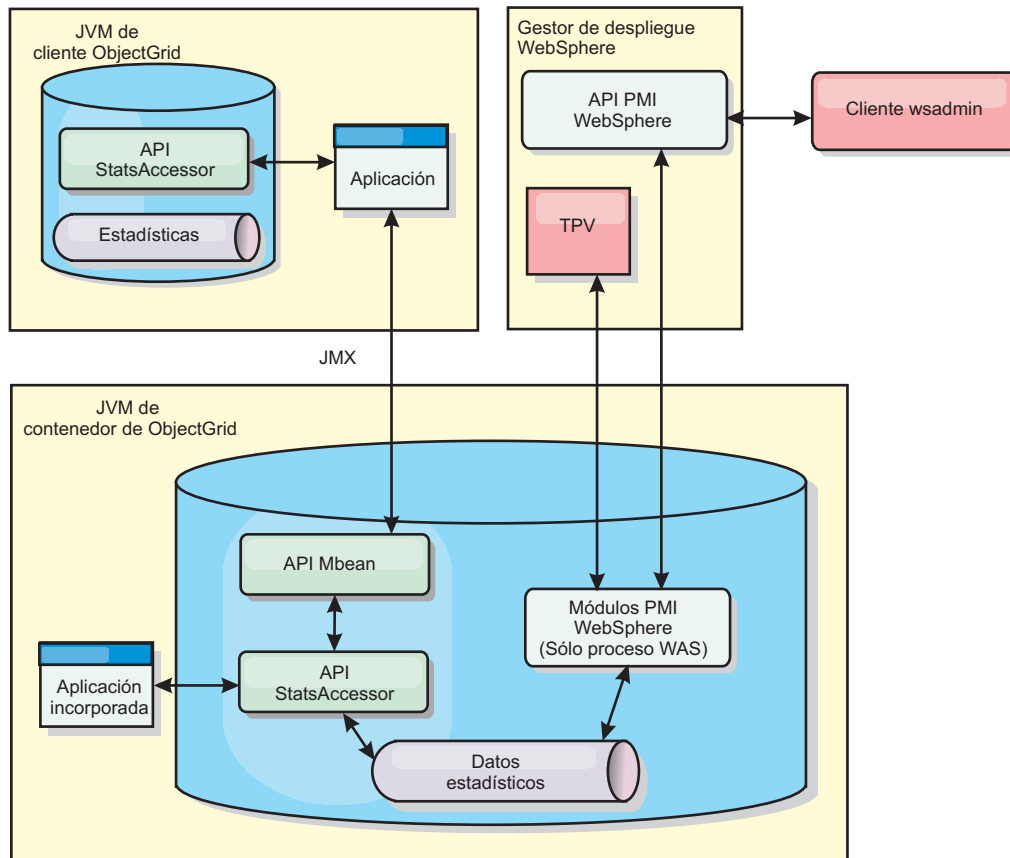 JVM de
cliente ObjectGrid
API
StatsAccessor
Estadísticas
Aplicación
Gestor de despliegue
WebSphere
API PMI
WebSphere
TPV
Cliente wsadmin
JMX
JVM de
contenedor de ObjectGrid
API Mbean
API
StatsAccessor
Aplicación
incorporada
Módulos PMI
WebSphere
(Sólo proceso WAS)
Datos
estadísticos